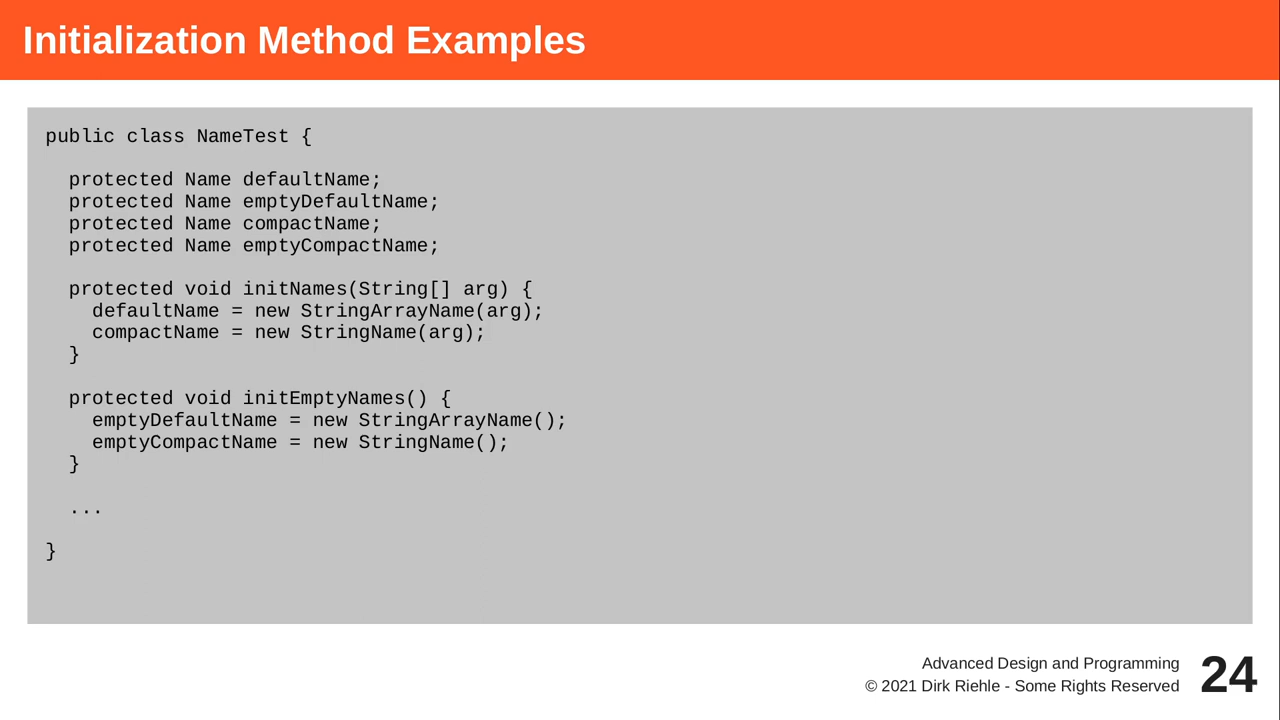 Initialization Method Examples
public class NameTest {
protected Name defaultName;
protected Name emptyDefaultName;
protected Name compactName;
protected Name emptyCompactName;
protected void initNames(String[] arg) {
defaultName = new StringArrayName(arg);
compactName = new StringName(arg);
}
protected void initEmptyNames() {
emptyDefaultName = new StringArrayName();
emptyCompactName = new StringName();
}
...
}
Advanced Design and Programming
© 2021 Dirk Riehle - Some Rights Reserved
24